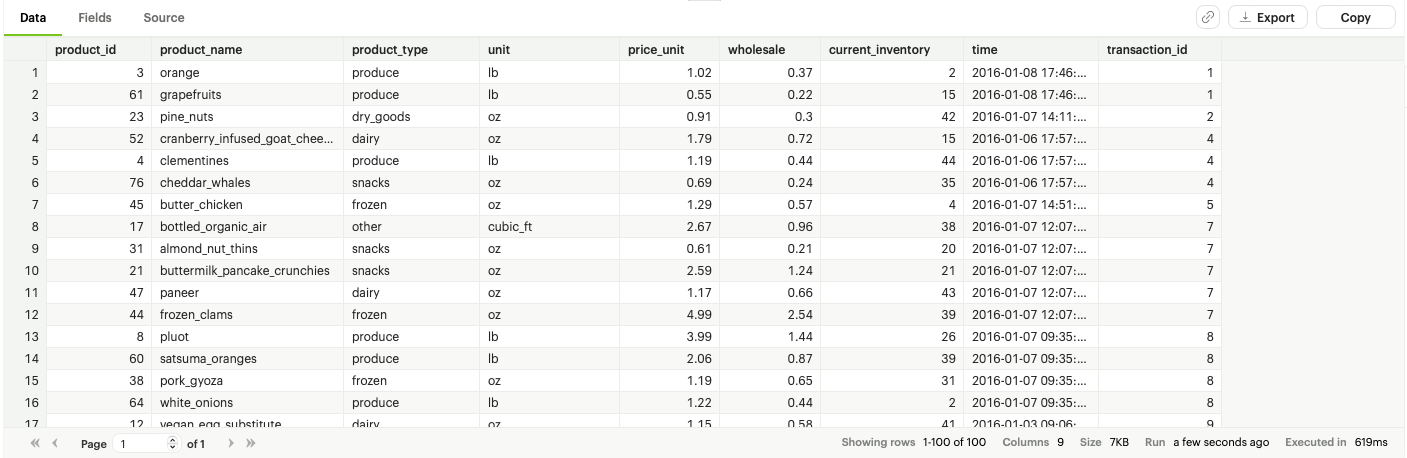 Data Fields Source Export Copy
product_id product_name product_type unit price_unit wholesale current_inventory time transaction_id
1 3 orange produce lb 1.02 0.37 2 2016-01-08 17:46:... 1
2 61 grapefruits produce lb 0.55 0.22 15 2016-01-08 17:46:... 1
3 23 pine_nuts dry_goods oz 0.91 0.3 42 2016-01-07 14:11:... 2
4 52 cranberry_infused_goat_chee... dairy oz 1.79 0.72 15 2016-01-06 17:57:... 4
5 4 clementines produce lb 1.19 0.44 44 2016-01-06 17:57:... 4
6 76 cheddar_whales snacks oz 0.69 0.24 35 2016-01-06 17:57:... 4
7 45 butter_chicken frozen oz 1.29 0.57 4 2016-01-07 14:51:... 5
8 17 bottled_organic_air other cubic_ft 2.67 0.96 38 2016-01-07 12:07:... 7
9 31 almond_nut_thins snacks oz 0.61 0.21 20 2016-01-07 12:07:... 7
10 21 buttermilk_pancake_crunchies snacks oz 2.59 1.24 21 2016-01-07 12:07:... 7
11 47 paneer dairy oz 1.17 0.66 43 2016-01-07 12:07:... 7
12 44 frozen_clams frozen oz 4.99 2.54 39 2016-01-07 12:07:... 7
13 8 pluot produce lb 3.99 1.44 26 2016-01-07 09:35:... 8
14 60 satsuma_oranges produce lb 2.06 0.87 39 2016-01-07 09:35:... 8
15 38 pork_gyoza frozen oz 1.19 0.65 31 2016-01-07 09:35:... 8
16 64 white_onions produce lb 1.22 0.44 2 2016-01-07 09:35:... 8
17 12 vegan_egg_substitute dairy oz 1.15 0.58 41 2016-01-03 09:06:... 9
Page 1 of 1 Showing rows 1-100 of 100 Columns 9 Size 7KB Run a few seconds ago Executed in 619ms